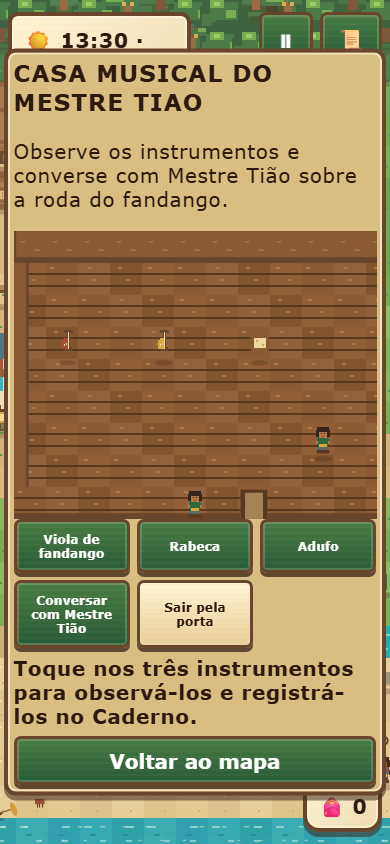 13:30 ·
CASA MUSICAL DO
MESTRE TIAO
Observe os instrumentos e
converse com Mestre Tião sobre
a roda do fandango.
Viola de
fandango
Rabeca
Adufo
Conversar
com Mestre
Tião
Sair pela
porta
Toque nos três instrumentos
para observá-los e registrá-
los no Caderno.
Voltar ao mapa
0